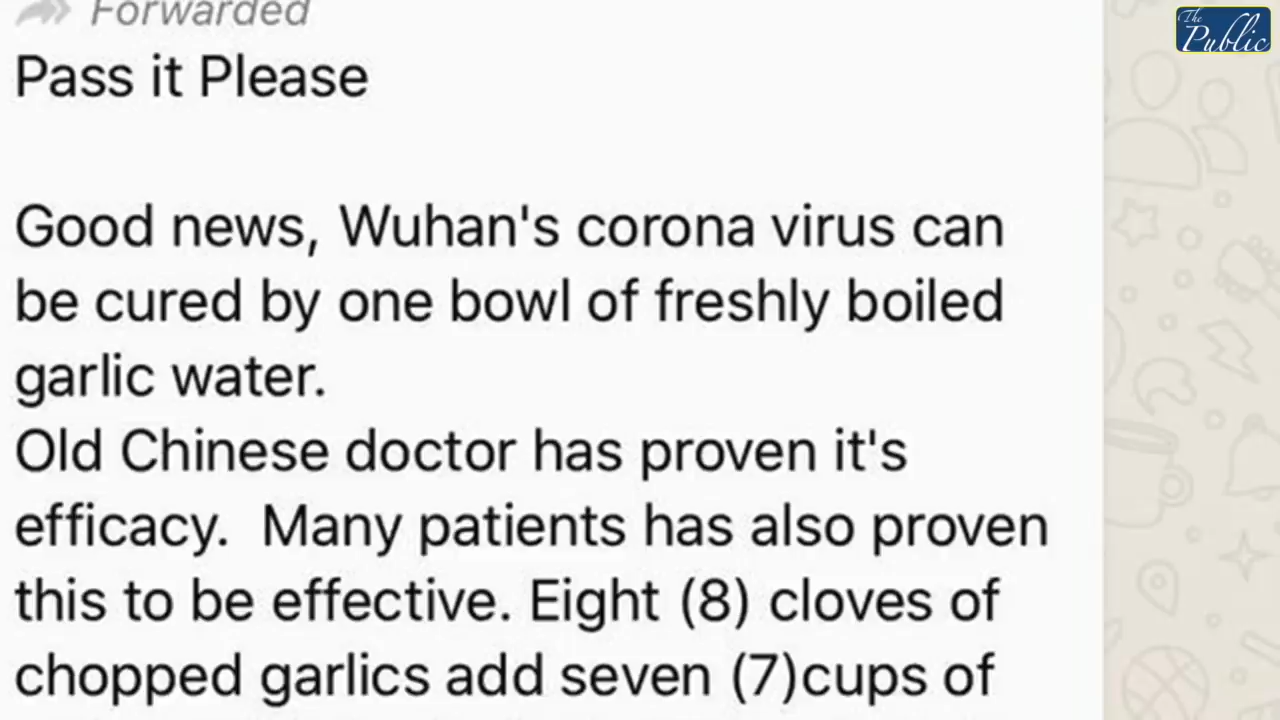 Forwarded
The
Public
Pass it Please
Good news, Wuhan's corona virus can
be cured by one bowl of freshly boiled
garlic water.
Old Chinese doctor has proven it's
efficacy.  Many patients has also proven
this to be effective. Eight (8) cloves of
chopped garlics add seven (7)cups of